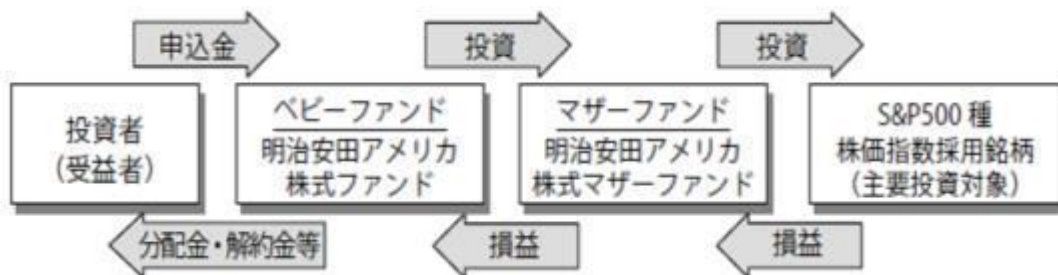 申込金
投資
投資
投資者
(受益者)
ベビーファンド
明治安田アメリカ
株式ファンド
マザーファンド
明治安田アメリカ
株式マザーファンド
S&P500 種
株価指数採用銘柄
(主要投資対象)
分配金・解約金等
損益
損益